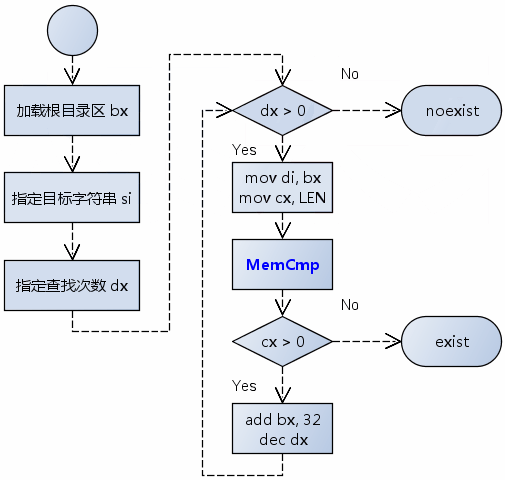 加载根目录区 bx
指定目标字符串 si
指定查找次数 dx
dx > 0
No
noexist
Yes
mov di, bx
mov cx, LEN
MemCmp
cx > 0
No
exist
Yes
add bx, 32
dec dx